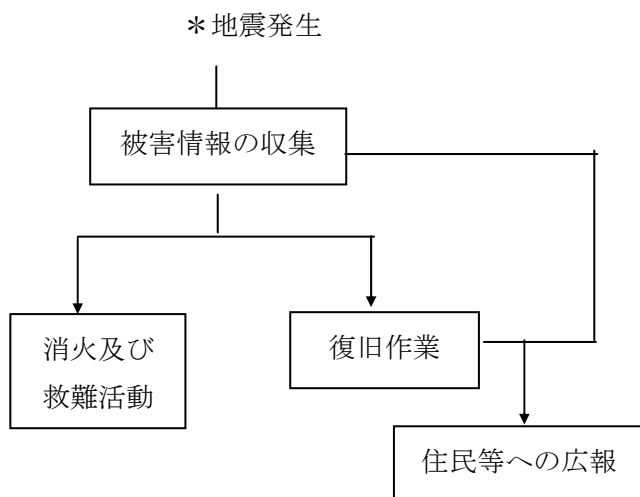 ＊地震発生
被害情報の収集
消火及び
救難活動
復旧作業
住民等への広報